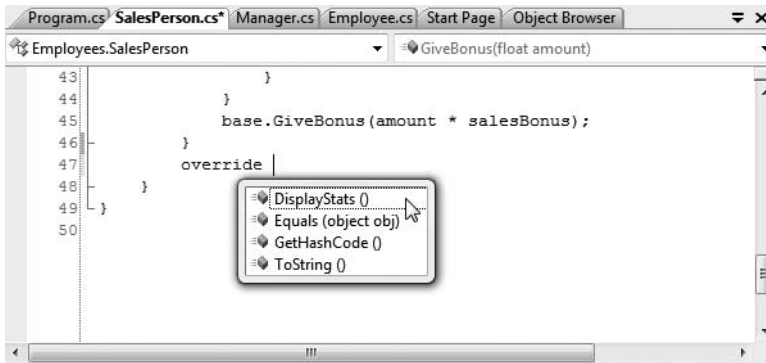 Program.cs SalesPerson.cs* Manager.cs Employee.cs Start Page Object Browser
Employees.SalesPerson GiveBonus(float amount)
43 }
44 }
45 base.GiveBonus(amount * salesBonus);
46 }
47 override
48 }
49 }
50
DisplayStats ()
Equals (object obj)
GetHashCode ()
ToString ()